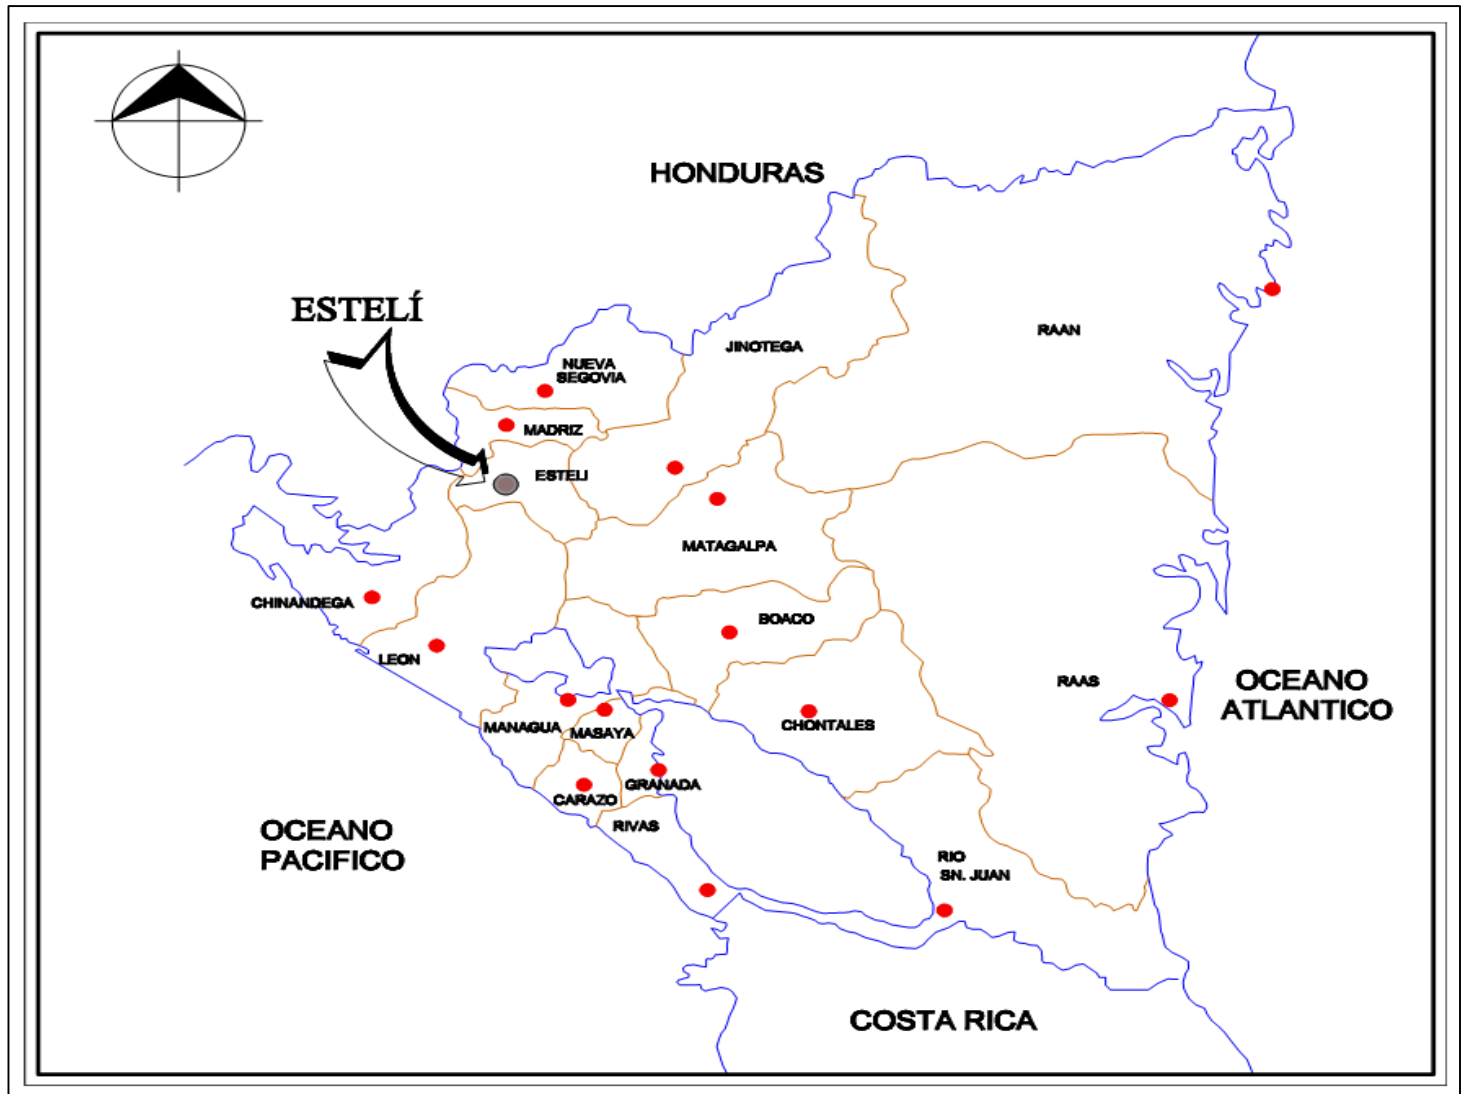 HONDURAS
ESTELÍ
RAAN
JINOTEGA
NUEVA
SEGOVIA
MADRIZ
ESTELI
MATAGALPA
CHINANDEGA
BOACO
LEON
RAAS
OCEANO
ATLANTICO
CHONTALES
MANAGUA
MASAYA
GRANADA
CARAZO
RIVAS
OCEANO
PACIFICO
RIO
SN. JUAN
COSTA RICA